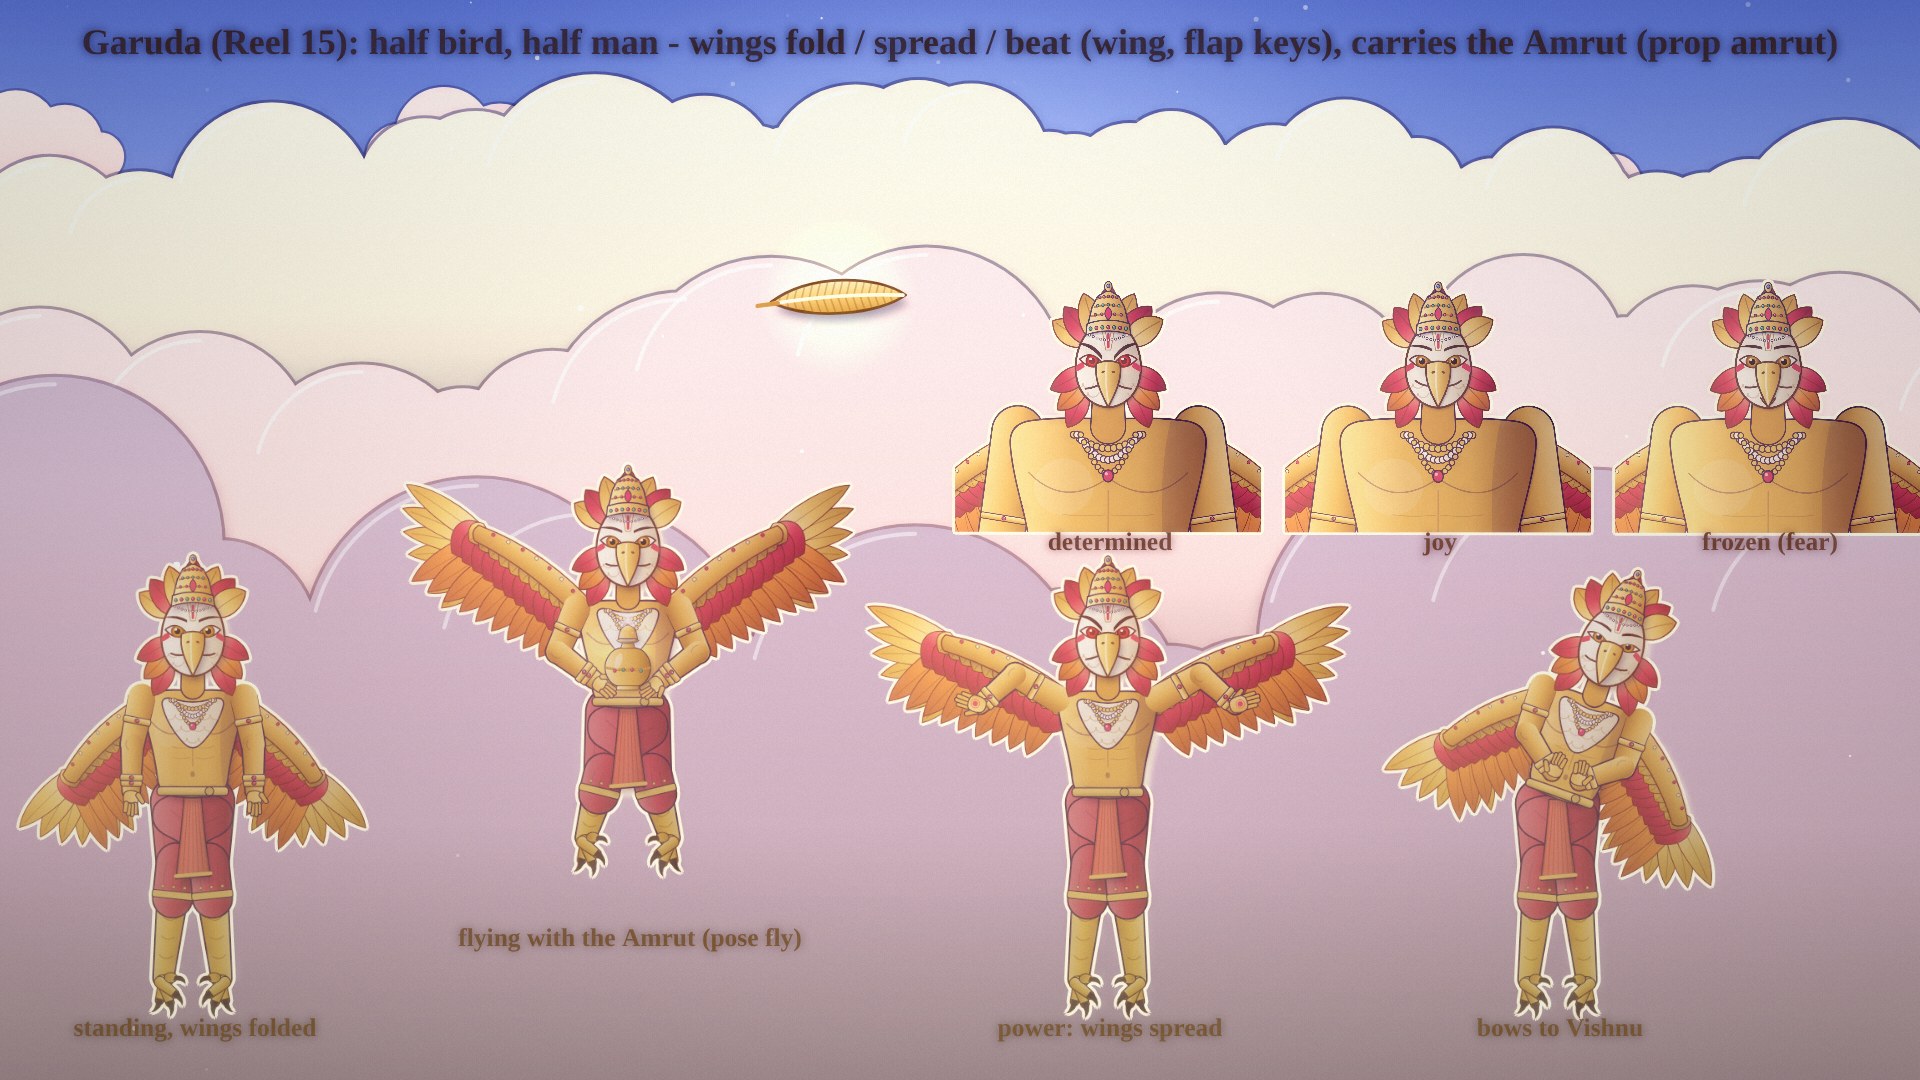 Garuda (Reel 15): half bird, half man - wings fold / spread / beat (wing, flap keys), carries the Amrut (prop amrut)
determined
joy
frozen (fear)
flying with the Amrut (pose fly)
standing, wings folded
power: wings spread
bows to Vishnu